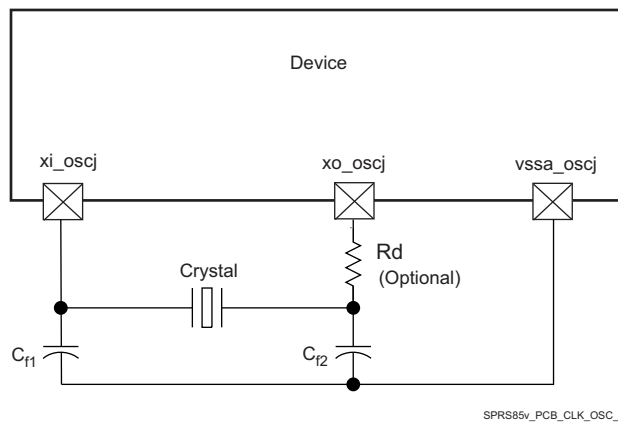 Device
xi_oscj
xo_oscj
vssa_oscj
Rd
(Optional)
Crystal
Cf1
Cf2
SPRS85v_PCB_CLK_OSC_